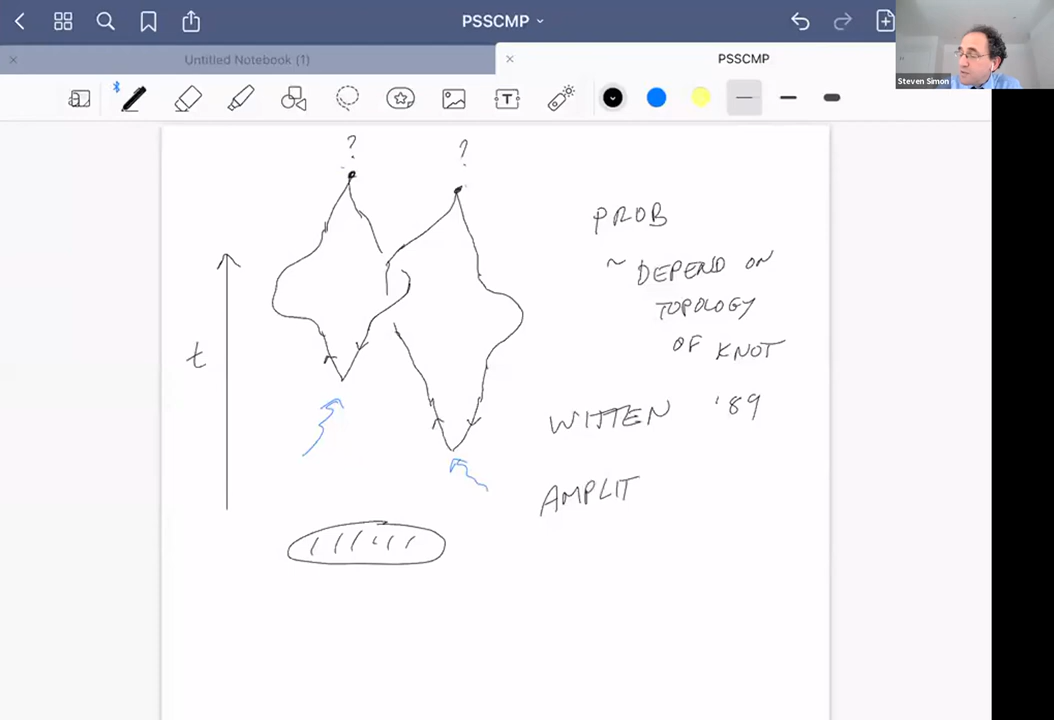 PSSCMP
Steven Simon
Untitled Notebook (1)
PSSCMP
T
? ?
PROB
~ DEPEND ON
TOPOLOGY
OF KNOT
t
WITTEN '89
AMPLIT